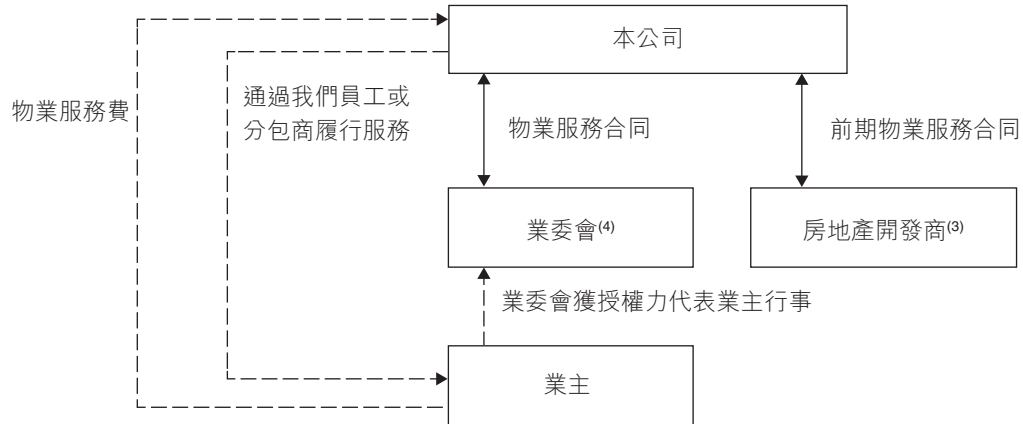 本公司
物業服務費
通過我們員工或
分包商履行服務
物業服務合同
前期物業服務合同
業委會(4)
房地產開發商(3)
業委會獲授權力代表業主行事
業主